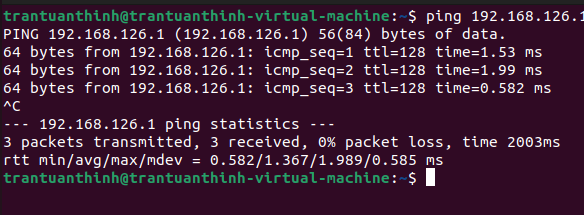 trantuanthinh@trantuanthinh-virtual-machine:~$ ping 192.168.126.1
PING 192.168.126.1 (192.168.126.1) 56(84) bytes of data.
64 bytes from 192.168.126.1: icmp_seq=1 ttl=128 time=1.53 ms
64 bytes from 192.168.126.1: icmp_seq=2 ttl=128 time=1.99 ms
64 bytes from 192.168.126.1: icmp_seq=3 ttl=128 time=0.582 ms
^C
--- 192.168.126.1 ping statistics ---
3 packets transmitted, 3 received, 0% packet loss, time 2003ms
rtt min/avg/max/mdev = 0.582/1.367/1.989/0.585 ms
trantuanthinh@trantuanthinh-virtual-machine:~$